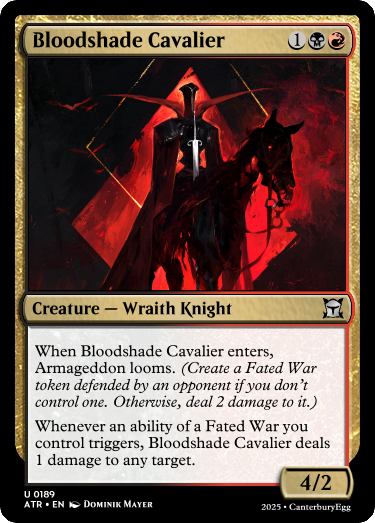 Bloodshade Cavalier 1
Creature — Wraith Knight
When Bloodshade Cavalier enters,
Armageddon looms. (Create a Fated War
token defended by an opponent if you don't
control one. Otherwise, deal 2 damage to it.)
Whenever an ability of a Fated War you
control triggers, Bloodshade Cavalier deals
1 damage to any target.
4/2
U 0189
ATR • EN Dominik Mayer
2025 • CanterburyEgg